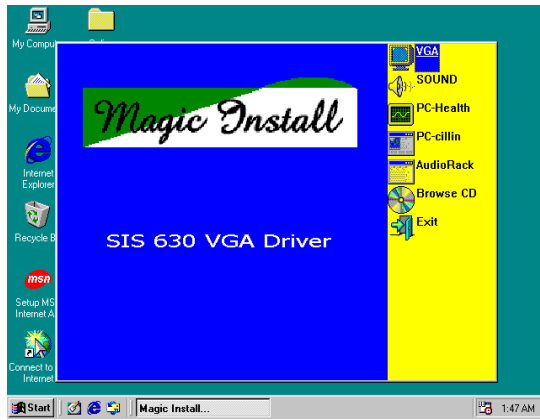 My Compu
Magic Install
SIS 630 VGA Driver
VGA
SOUND
PC-Health
PC-cillin
AudioRack
Browse CD
Exit
My Docume
Internet
Explorer
Recycle B
msn
Setup MS
Internet A
Connect to
Internet
Start
Magic Install...
1:47 AM